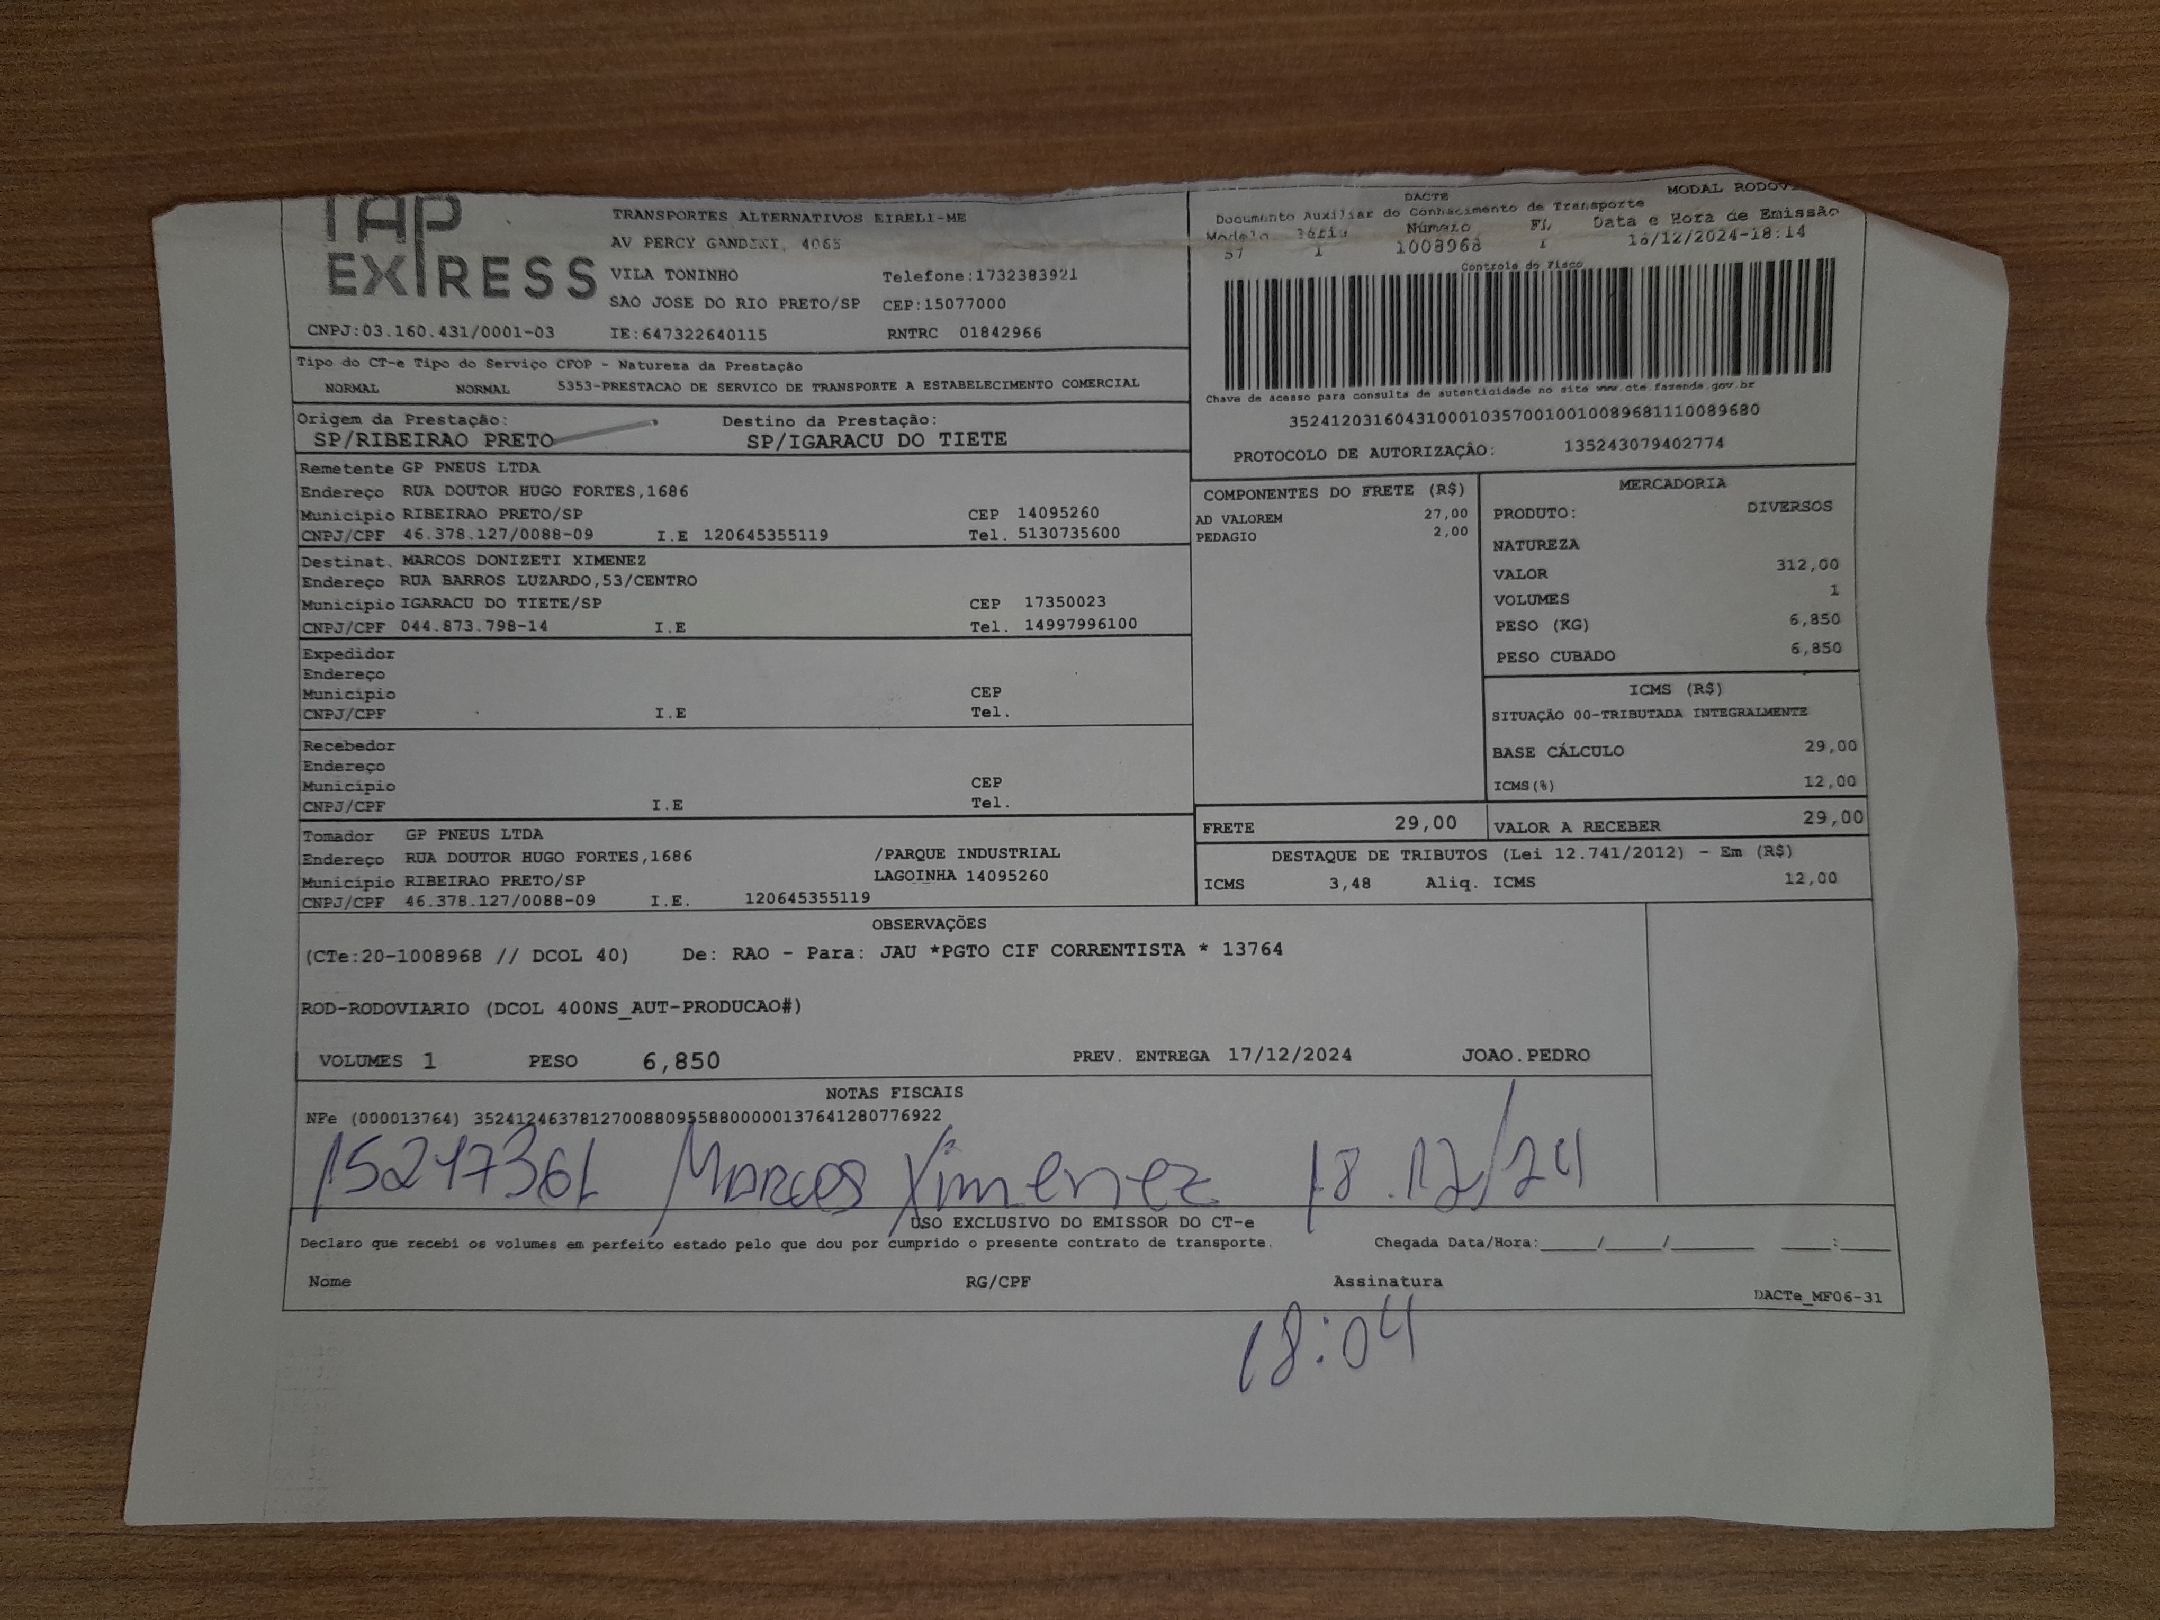 TAP
EXPRESS
TRANSPORTES ALTERNATIVOS EIRELI-ME
AV PERCY GANDINI, 4065
VILA TONINHO Telefone:1732383921
SAO JOSE DO RIO PRETO/SP CEP:15077000
CNPJ:03.160.431/0001-03 IE:647322640115 RNTRC 01842966
DACTE
Documento Auxiliar do Conhecimento de Transporte
Modelo Série Número FL Data e Hora de Emissão
57 1 1008968 1 16/12/2024-18:14
Controle do Fisco
Chave de acesso para consulta de autenticidade no site www.cte.fazenda.gov.br
35241203160431000103570010010089681110089680
PROTOCOLO DE AUTORIZAÇÂO: 135243079402774
Tipo do CT-e Tipo do Serviço CFOP - Natureza da Prestação
NORMAL NORMAL 5353-PRESTACAO DE SERVICO DE TRANSPORTE A ESTABELECIMENTO COMERCIAL
Origem da Prestação: Destino da Prestação:
SP/RIBEIRAO PRETO SP/IGARACU DO TIETE
Remetente GP PNEUS LTDA
Endereço RUA DOUTOR HUGO FORTES,1686
Município RIBEIRAO PRETO/SP CEP 14095260
CNPJ/CPF 46.378.127/0088-09 I.E 120645355119 Tel. 5130735600
Destinat. MARCOS DONIZETI XIMENEZ
Endereço RUA BARROS LUZARDO,53/CENTRO
Município IGARACU DO TIETE/SP CEP 17350023
CNPJ/CPF 044.873.798-14 I.E Tel. 14997996100
Expedidor
Endereço
Município CEP
CNPJ/CPF I.E Tel.
Recebedor
Endereço
Município CEP
CNPJ/CPF I.E Tel.
Tomador GP PNEUS LTDA
Endereço RUA DOUTOR HUGO FORTES,1686 /PARQUE INDUSTRIAL
Município RIBEIRAO PRETO/SP LAGOINHA 14095260
CNPJ/CPF 46.378.127/0088-09 I.E. 120645355119
COMPONENTES DO FRETE (R$)
AD VALOREM 27,00
PEDAGIO 2,00
MERCADORIA
PRODUTO: DIVERSOS
NATUREZA
VALOR 312,00
VOLUMES 1
PESO (KG) 6,850
PESO CUBADO 6,850
ICMS (R$)
SITUAÇÃO 00-TRIBUTADA INTEGRALMENTE
BASE CÁLCULO 29,00
ICMS(%) 12,00
FRETE 29,00 VALOR A RECEBER 29,00
DESTAQUE DE TRIBUTOS (Lei 12.741/2012) - Em (R$)
ICMS 3,48 Aliq. ICMS 12,00
OBSERVAÇÕES
(CTe:20-1008968 // DCOL 40) De: RAO - Para: JAU *PGTO CIF CORRENTISTA * 13764
ROD-RODOVIARIO (DCOL 400NS_AUT-PRODUCAO#)
VOLUMES 1 PESO 6,850 PREV. ENTREGA 17/12/2024 JOAO.PEDRO
NOTAS FISCAIS
NFe (000013764) 35241246378127008809558800000137641280776922
Marcos Ximenez 18.12/24
USO EXCLUSIVO DO EMISSOR DO CT-e
Declaro que recebi os volumes em perfeito estado pelo que dou por cumprido o presente contrato de transporte. Chegada Data/Hora:____/____/______ ____:____
Nome RG/CPF Assinatura
DACTe_MF06-31
18:04